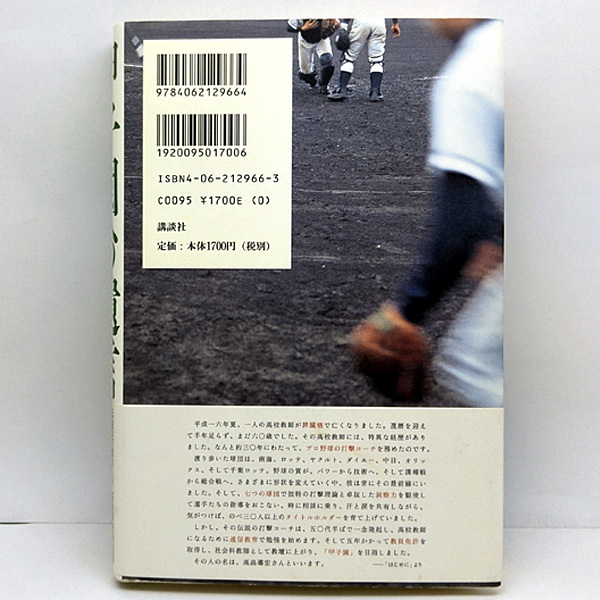 9784062129664
1920095017006
ISBN4-06-212966-3
C0095 ¥1700E (0)
講談社
定価：本体1700円（税別）
平成一六年夏、一人の高校教師が膵臓癌で亡くなりました。還暦を迎え
て半年足らず、まだ六〇歳でした。その高校教師には、特異な経歴があり
ました。なんと約三〇年にわたって、プロ野球の打撃コーチを務めたのです。
渡り歩いた球団は、南海、ロッテ、ヤクルト、ダイエー、中日、オリッ
クス、そして千葉ロッテ。野球の質が、パワーから技術へ、そして諜報戦
から総合戦へ、さまざまに形状を変えていく中、彼は常にその最前線にい
ました。そして、七つの球団で独特の打撃理論と卓越した洞察力を駆使して
選手たちの指導をおこない、時に相談に乗り、汗と涙を共有しながら、
気がつけば、のべ三〇人以上のタイトルホルダーを育て上げていました。
しかし、その伝説の打撃コーチは、五〇代半ばで一念発起し、高校教師
になるために通信教育で勉強を始めます。そして五年かかって教員免許を
取得し、社会科教師として教壇に上がり、「甲子園」を目指しました。
その人の名は、高畠導宏さんといいます。
──「はじめに」より